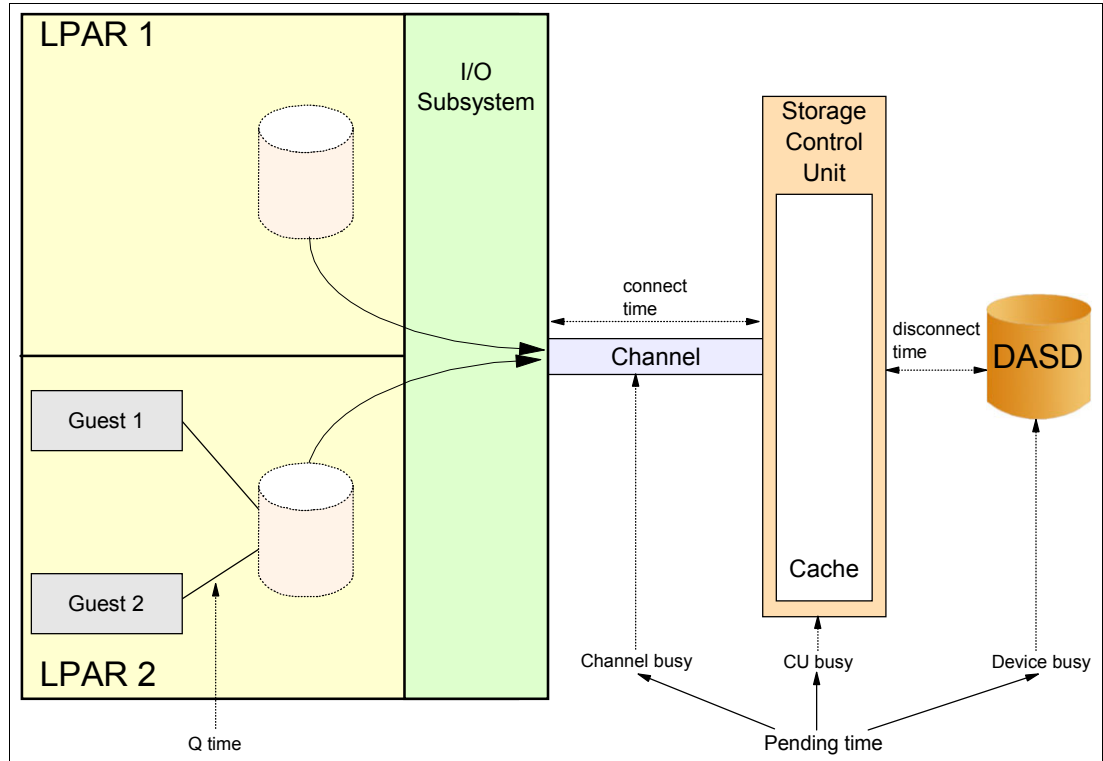 LPAR 1
I/O
Subsystem
Storage
Control
Unit
connect
time
disconnect
time
Channel
DASD
Guest 1
Guest 2
Cache
LPAR 2
Channel busy
CU busy
Device busy
Q time
Pending time